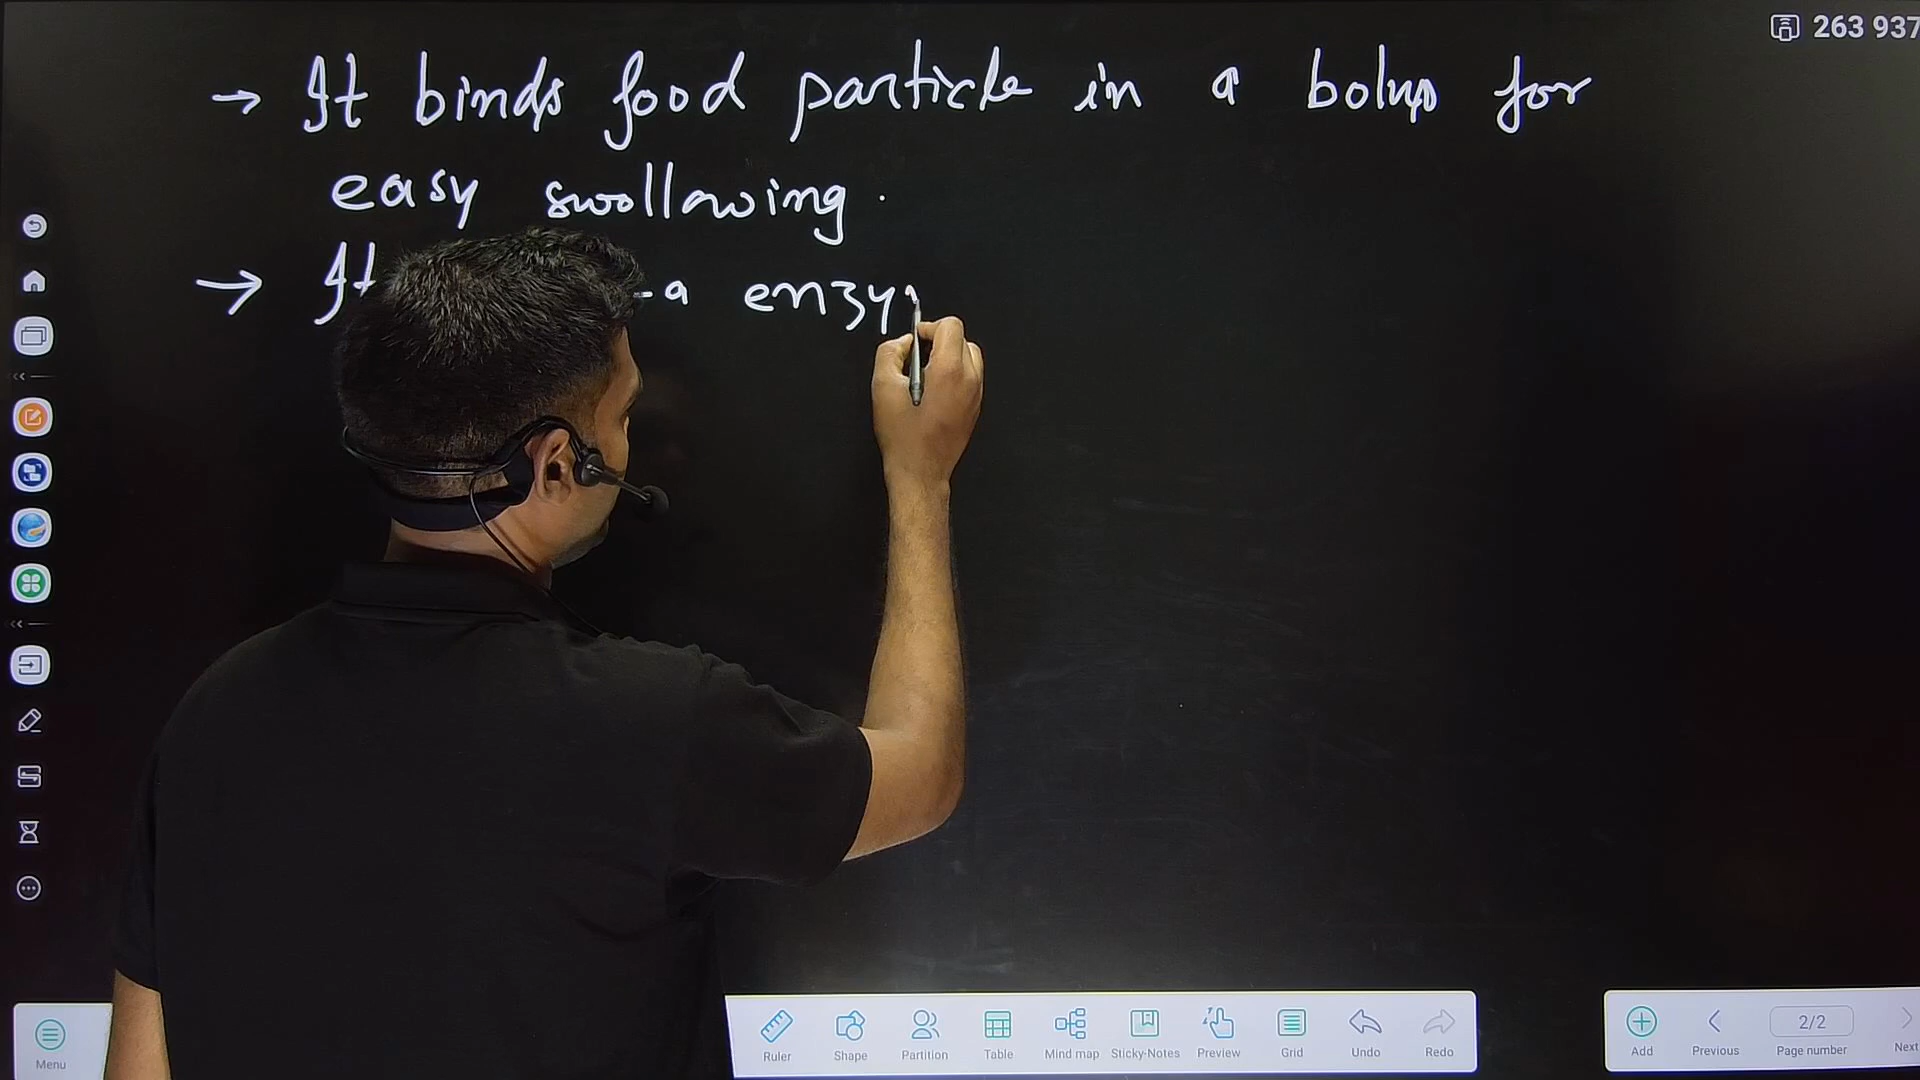 263 937
→ It binds food particle in a bolus for
easy swollowing.
→ It a enzy
Menu
Ruler Shape Partition Table Mind map Sticky-Notes Preview Grid Undo Redo
Add Previous 2/2 Page number Next